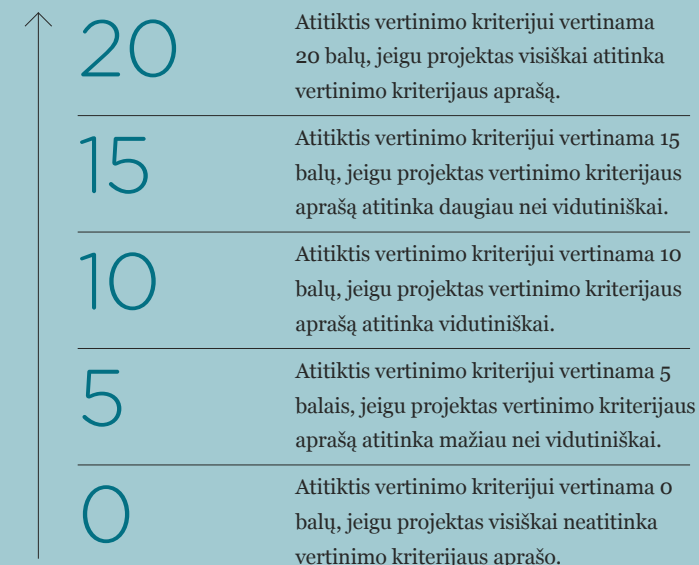 20
Atitiktis vertinimo kriterijui vertinama
20 balų, jeigu projektas visiškai atitinka
vertinimo kriterijaus aprašą.
15
Atitiktis vertinimo kriterijui vertinama 15
balų, jeigu projektas vertinimo kriterijaus
aprašą atitinka daugiau nei vidutiniškai.
10
Atitiktis vertinimo kriterijui vertinama 10
balų, jeigu projektas vertinimo kriterijaus
aprašą atitinka vidutiniškai.
5
Atitiktis vertinimo kriterijui vertinama 5
balais, jeigu projektas vertinimo kriterijaus
aprašą atitinka mažiau nei vidutiniškai.
0
Atitiktis vertinimo kriterijui vertinama 0
balų, jeigu projektas visiškai neatitinka
vertinimo kriterijaus aprašo.